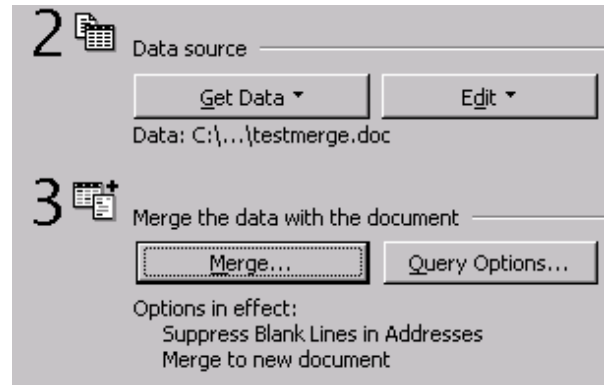 2
Data source
Get Data
Edit
Data: C:\...\testmerge.doc
3
Merge the data with the document
Merge...
Query Options...
Options in effect:
Suppress Blank Lines in Addresses
Merge to new document